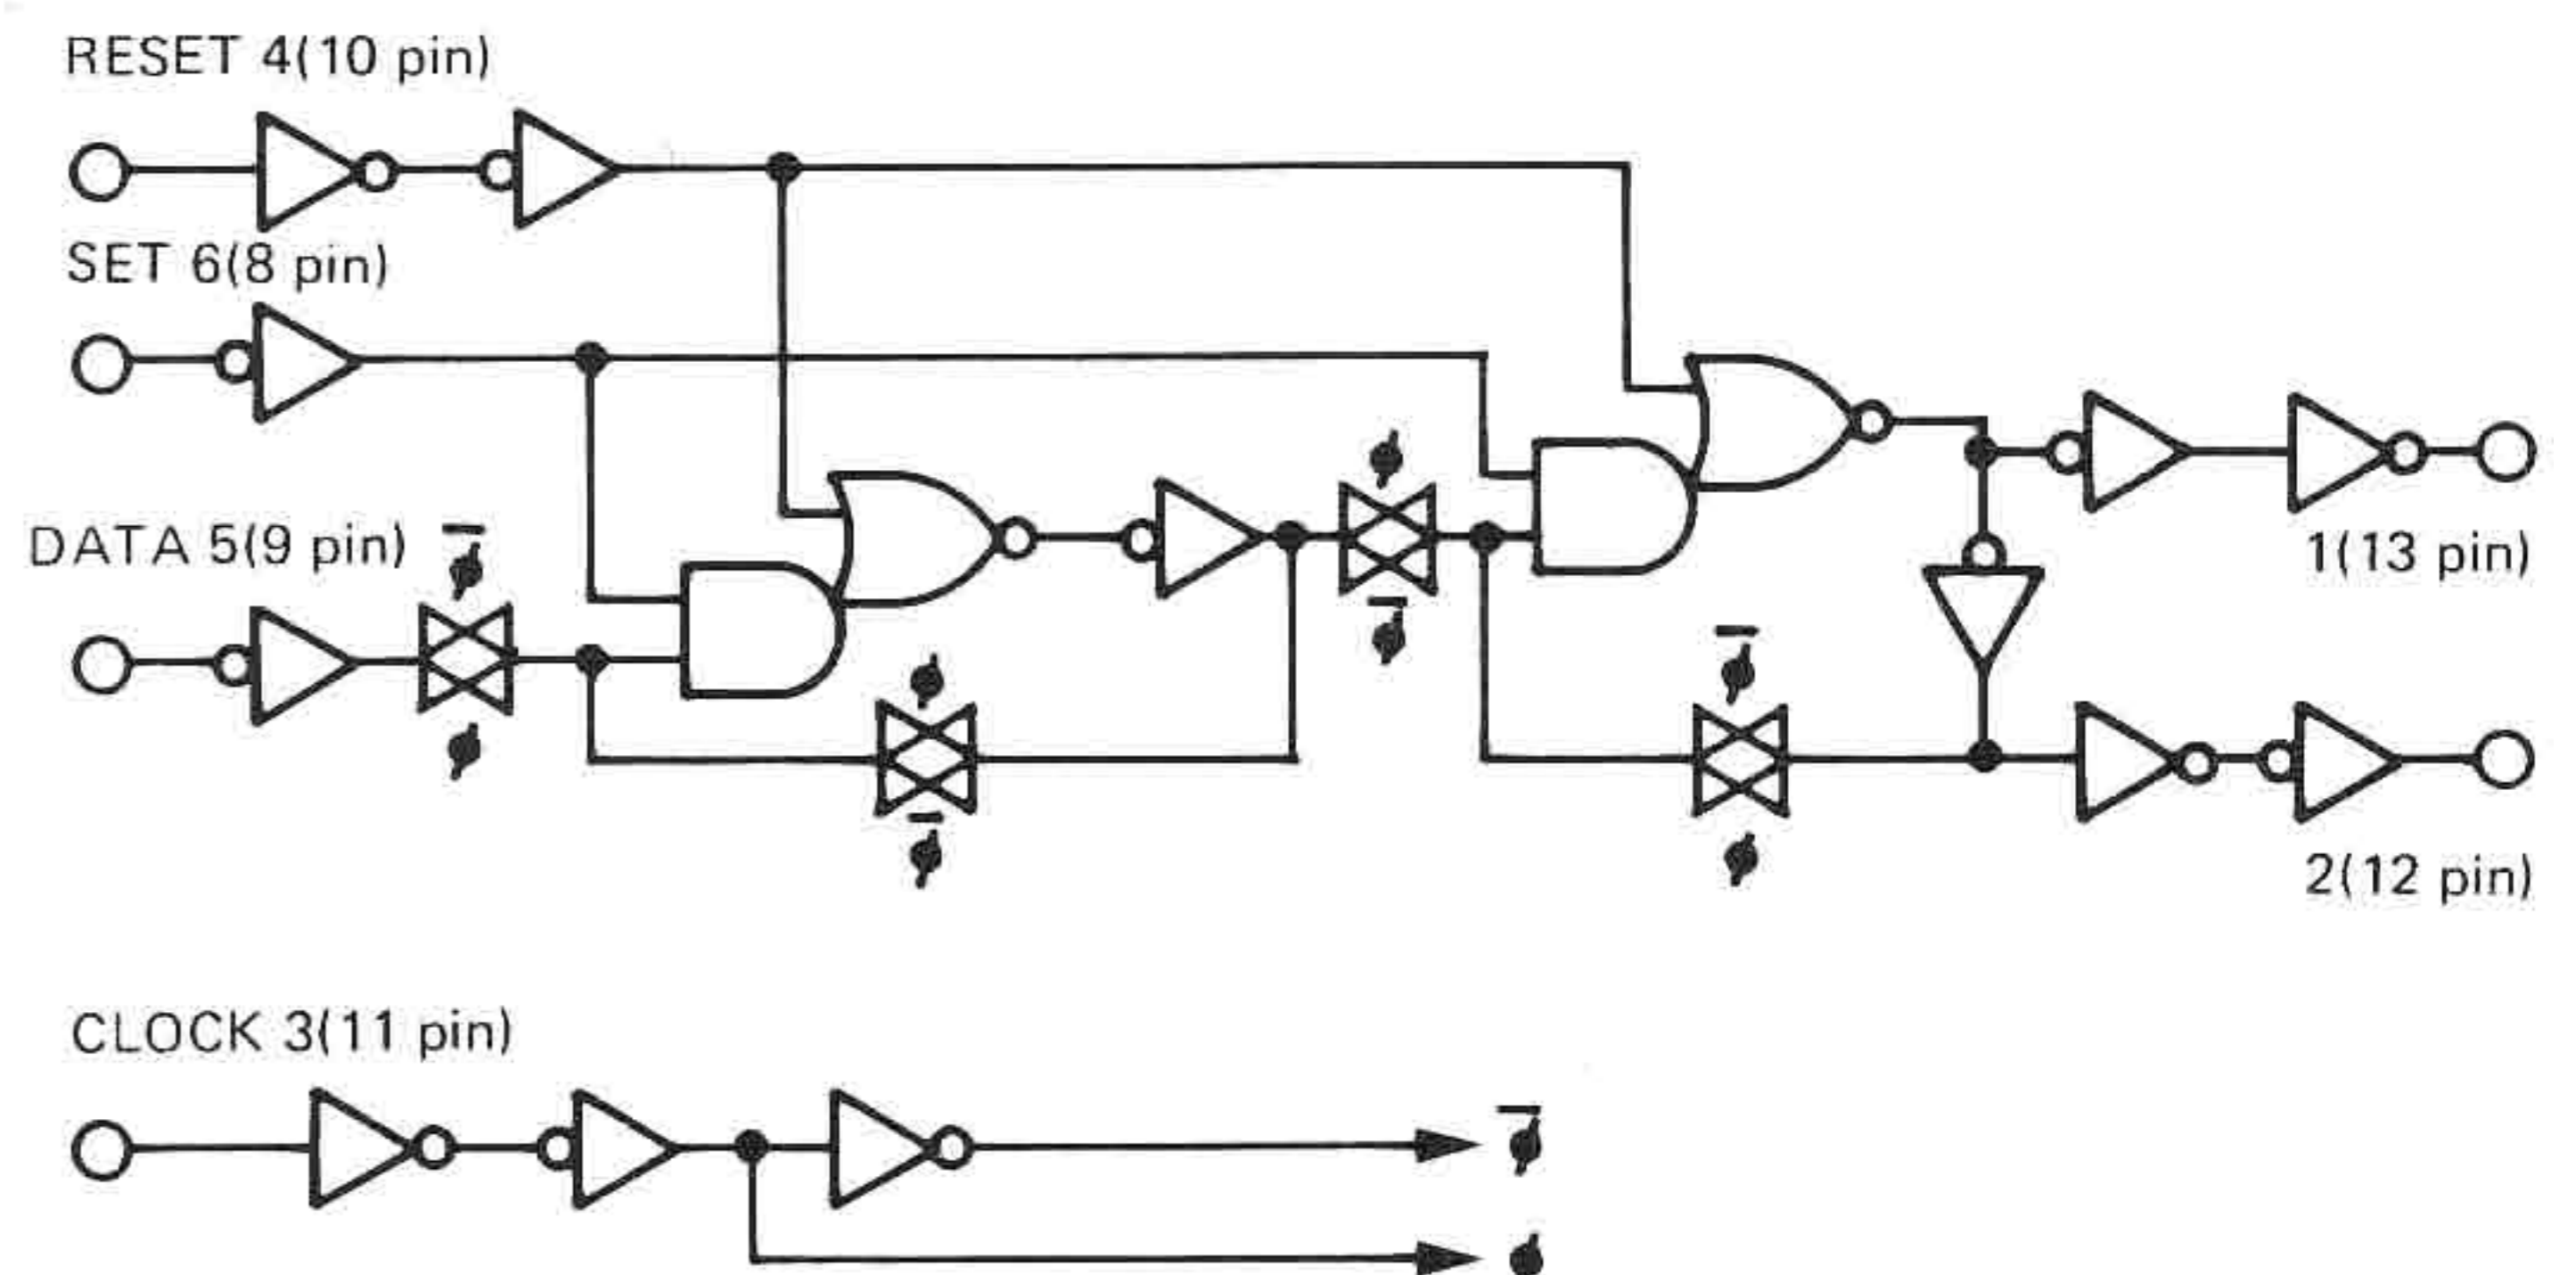 RESET 4(10 pin)
SET 6(8 pin)
DATA 5(9 pin)
ϕ̅
ϕ
ϕ
ϕ̅
ϕ
ϕ̅
ϕ̅
ϕ
1(13 pin)
2(12 pin)
CLOCK 3(11 pin)
ϕ̅
ϕ